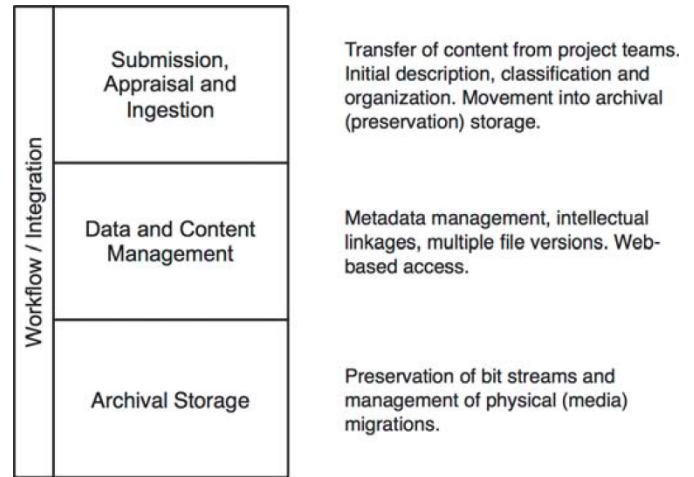 Workflow / Integration
Submission,
Appraisal and
Ingestion
Transfer of content from project teams.
Initial description, classification and
organization. Movement into archival
(preservation) storage.
Data and Content
Management
Metadata management, intellectual
linkages, multiple file versions. Web-
based access.
Archival Storage
Preservation of bit streams and
management of physical (media)
migrations.